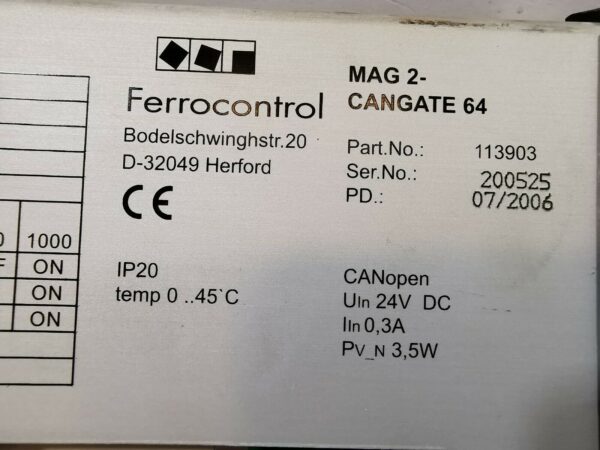 MAG 2-
CANGATE 64
Ferrocontrol
Bodelschwinghstr.20
D-32049 Herford
CE
Part.No.: 113903
Ser.No.: 200525
PD.: 07/2006
1000
ON
ON
ON
IP20
temp 0 ..45`C
CANopen
UIn 24V DC
IIn 0,3A
PV_N 3,5W